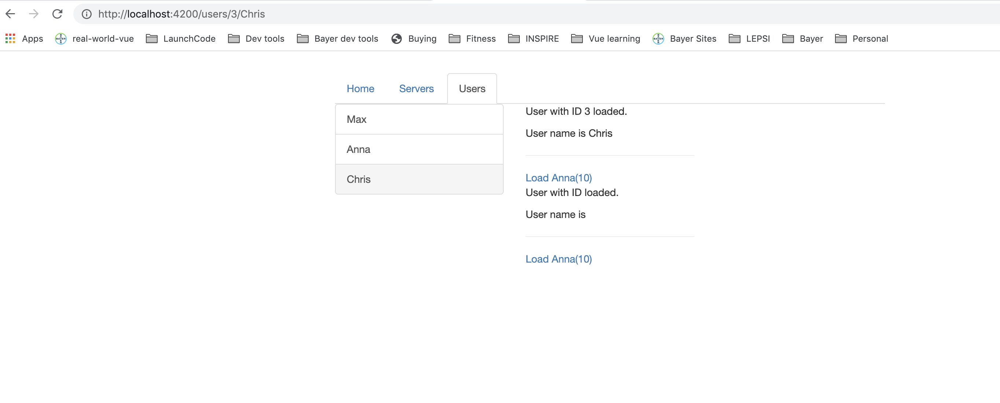 http://localhost:4200/users/3/Chris
Apps real-world-vue LaunchCode Dev tools Bayer dev tools Buying Fitness INSPIRE Vue learning Bayer Sites LEPSI Bayer Personal
Home Servers Users
Max
Anna
Chris
User with ID 3 loaded.
User name is Chris
Load Anna(10)
User with ID loaded.
User name is
Load Anna(10)